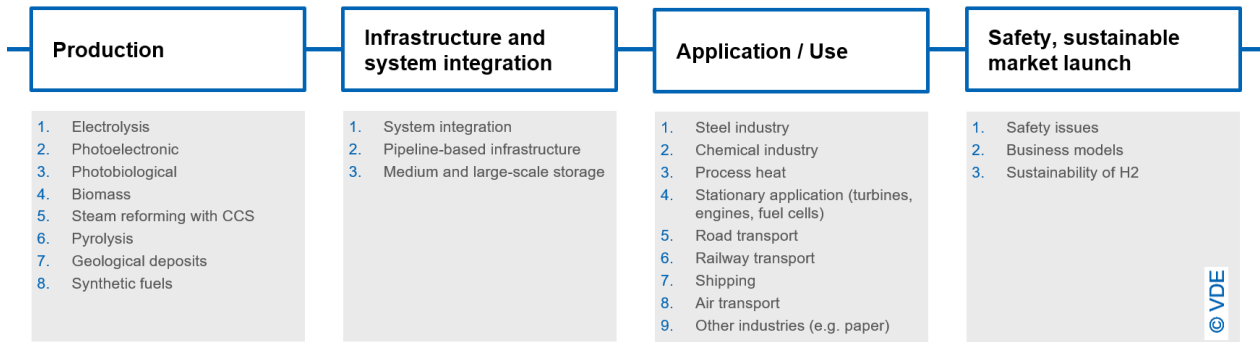 Production
1. Electrolysis
2. Photoelectronic
3. Photobiological
4. Biomass
5. Steam reforming with CCS
6. Pyrolysis
7. Geological deposits
8. Synthetic fuels
Infrastructure and
system integration
1. System integration
2. Pipeline-based infrastructure
3. Medium and large-scale storage
Application / Use
1. Steel industry
2. Chemical industry
3. Process heat
4. Stationary application (turbines,
engines, fuel cells)
5. Road transport
6. Railway transport
7. Shipping
8. Air transport
9. Other industries (e.g. paper)
Safety, sustainable
market launch
1. Safety issues
2. Business models
3. Sustainability of H2
© VDE